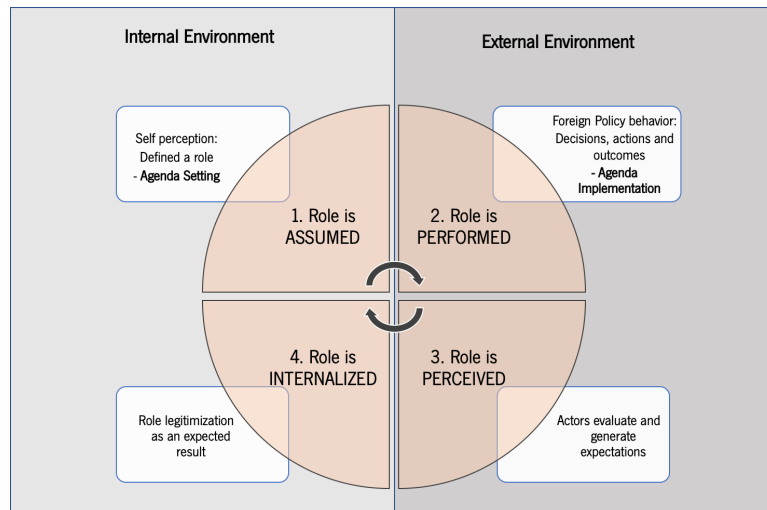 Internal Environment
External Environment
Self perception:
Defined a role
- Agenda Setting
Foreign Policy behavior:
Decisions, actions and
outcomes
- Agenda
Implementation
1. Role is
ASSUMED
2. Role is
PERFORMED
4. Role is
INTERNALIZED
3. Role is
PERCEIVED
Role legitimization
as an expected
result
Actors evaluate and
generate
expectations